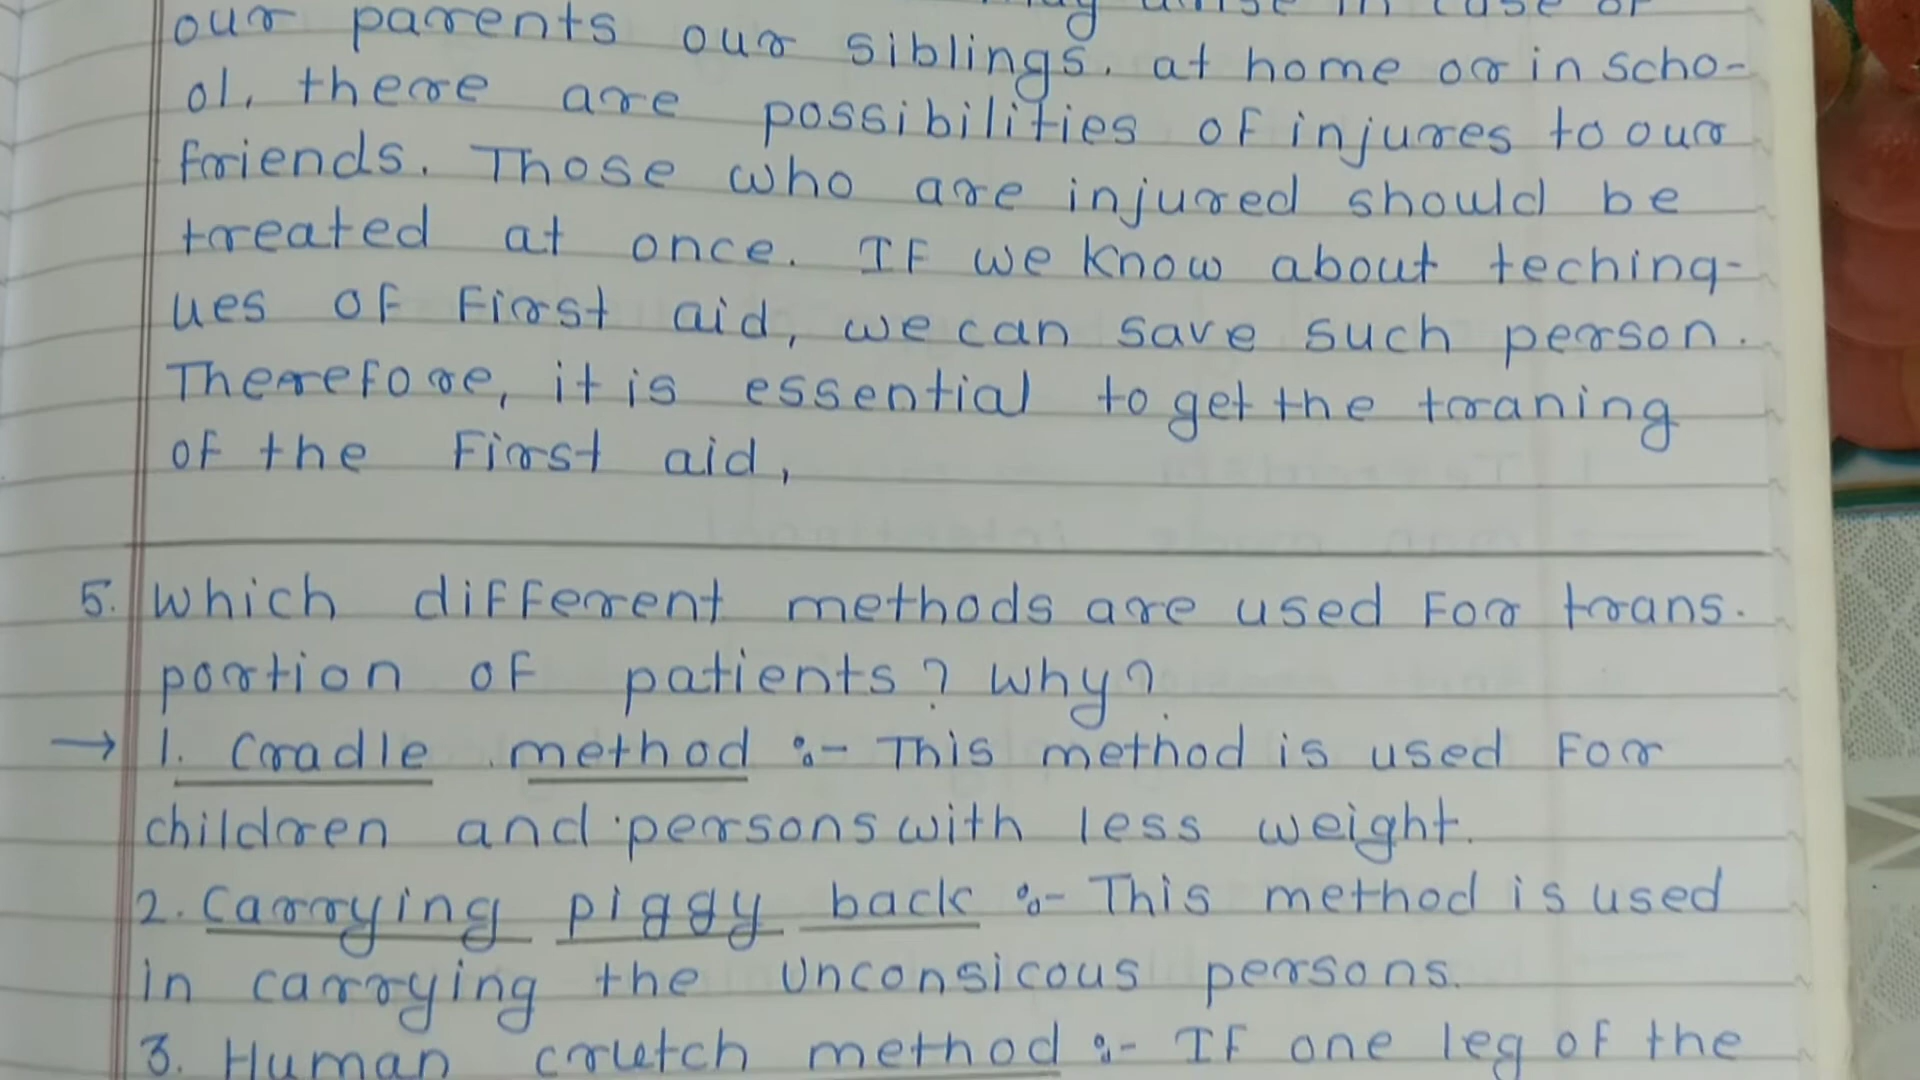 arise in case of
our parents our siblings. at home or in scho-
ol, there are possibilities of injures to our
friends. Those who are injured should be
treated at once. If we know about teching-
ues of first aid, we can save such person.
Therefore, it is essential to get the traning
of the first aid,
5. Which different methods are used for trans.
portion of patients? Why?
→ 1. Cradle method :- This method is used for
children and persons with less weight.
2. Carrying piggy back :- This method is used
in carrying the unconsicous persons.
3. Human crutch method :- If one leg of the